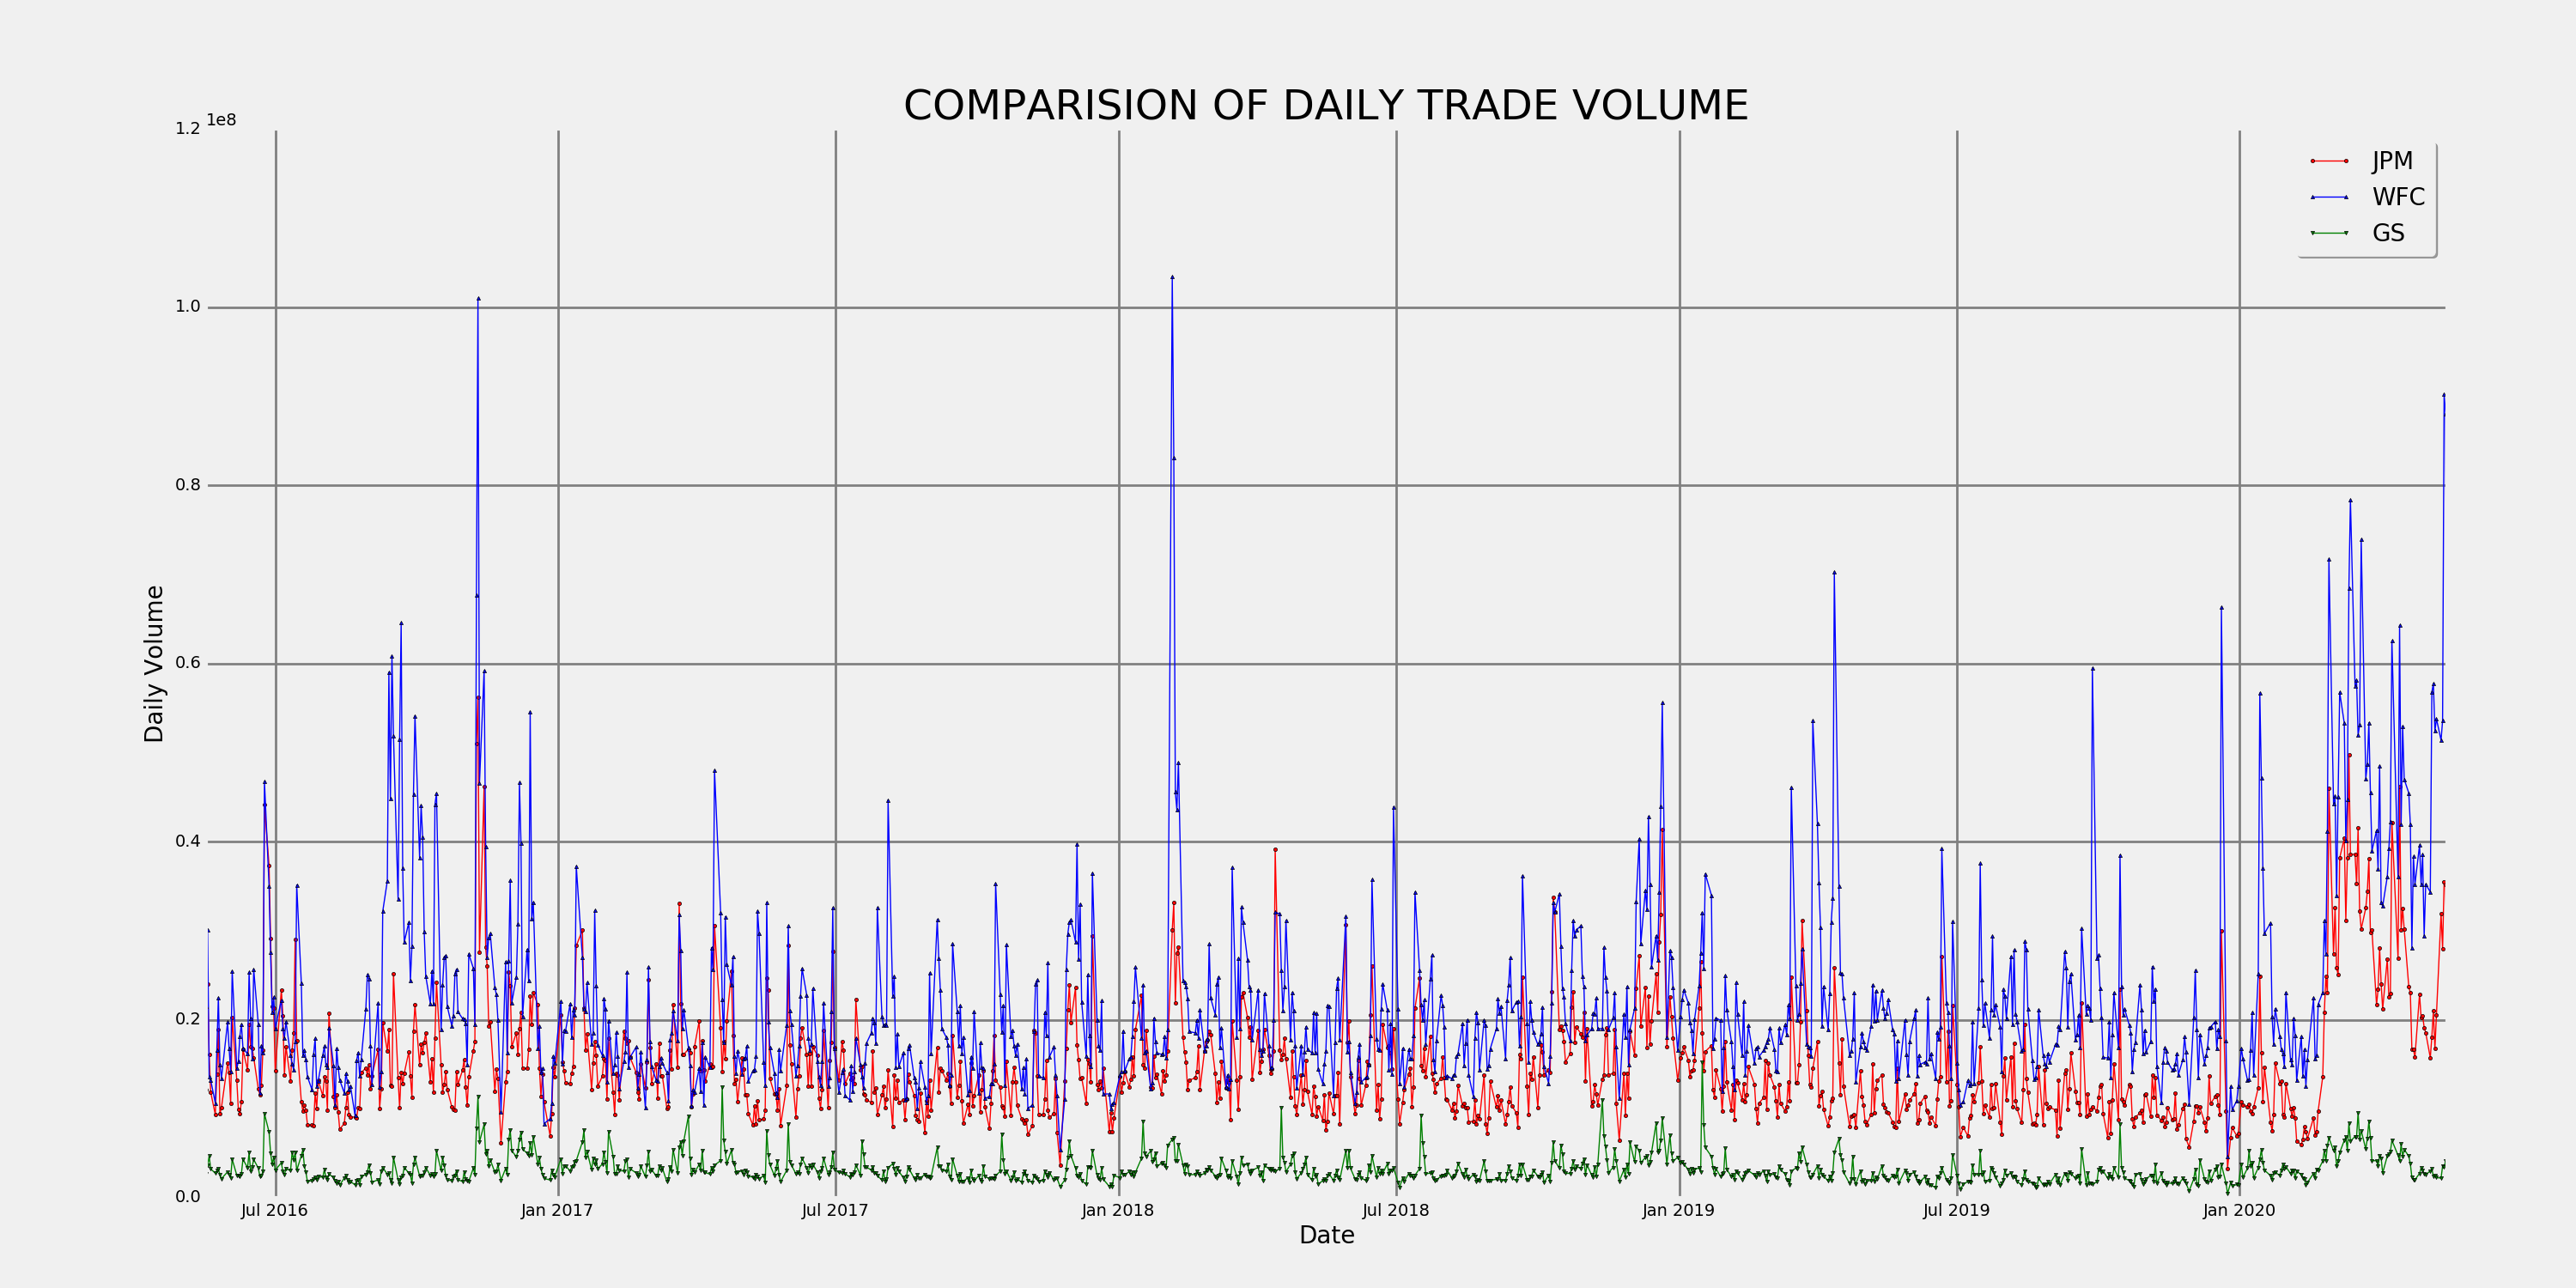 COMPARISION OF DAILY TRADE VOLUME
1e8
1.2
1.0
0.8
0.6
0.4
0.2
0.0
Daily Volume
JPM
WFC
GS
Jul 2016
Jan 2017
Jul 2017
Jan 2018
Jul 2018
Jan 2019
Jul 2019
Jan 2020
Date